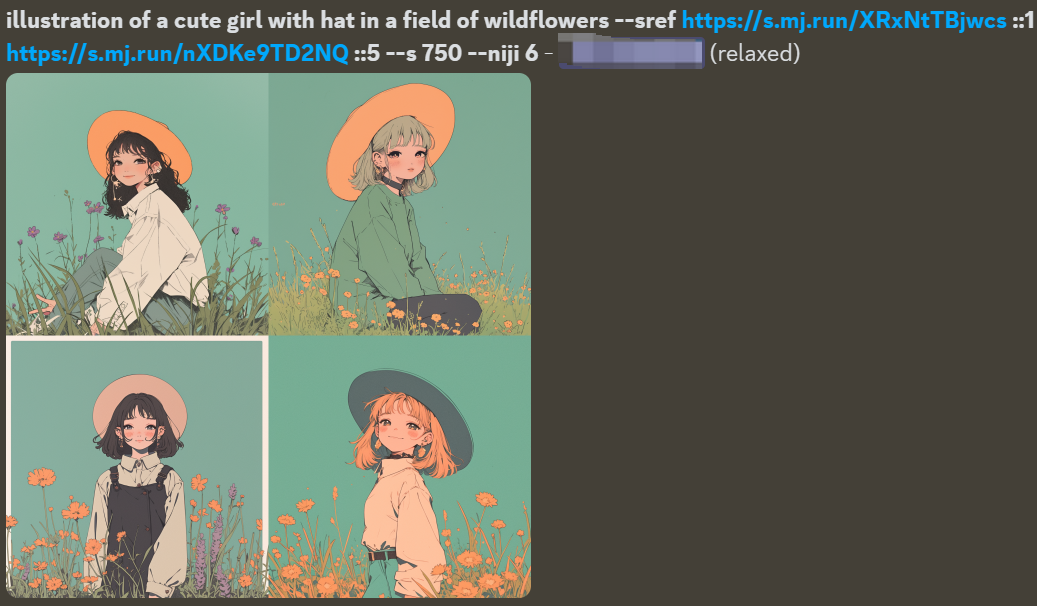 illustration of a cute girl with hat in a field of wildflowers --sref https://s.mj.run/XRxNtTBjwcs ::1
https://s.mj.run/nXDKe9TD2NQ ::5 --s 750 --niji 6 - (relaxed)